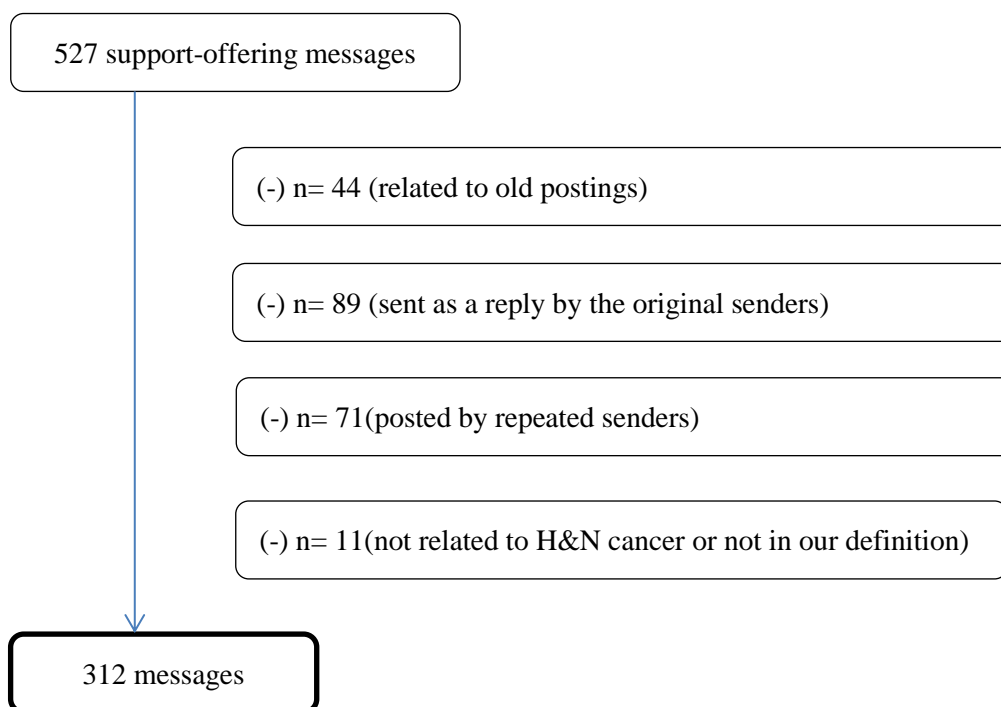 527 support-offering messages
(-) n= 44 (related to old postings)
(-) n= 89 (sent as a reply by the original senders)
(-) n= 71(posted by repeated senders)
(-) n= 11(not related to H&N cancer or not in our definition)
312 messages